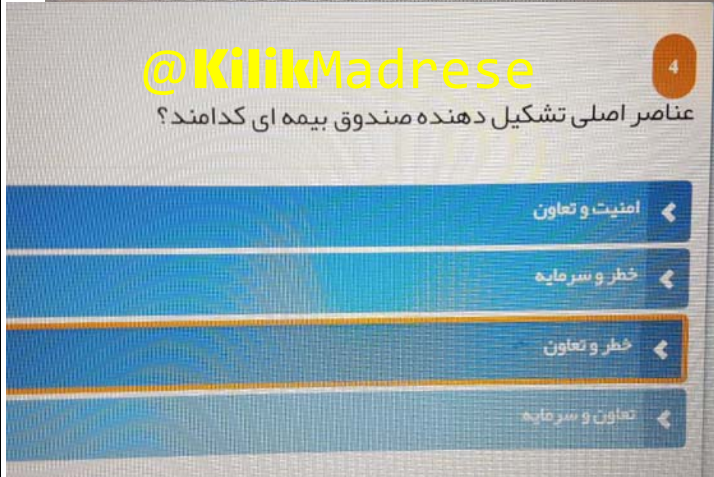 @KilikMadrese
4
عناصر اصلی تشکیل دهنده صندوق بیمه ای کدامند؟
امنیت و تعاون
خطر و سرمایه
خطر و تعاون
تعاون و سرمایه